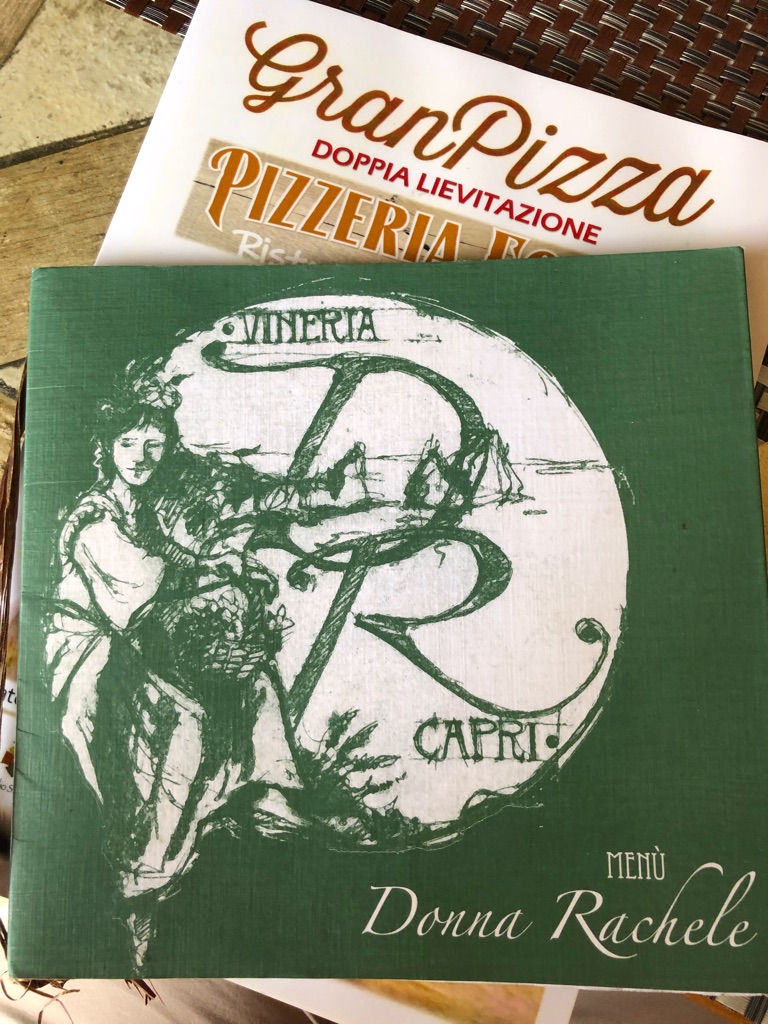 GranPizza
DOPPIA LIEVITAZIONE
PIZZERIA
VINERIA
DR
CAPRI
MENÙ
Donna Rachele